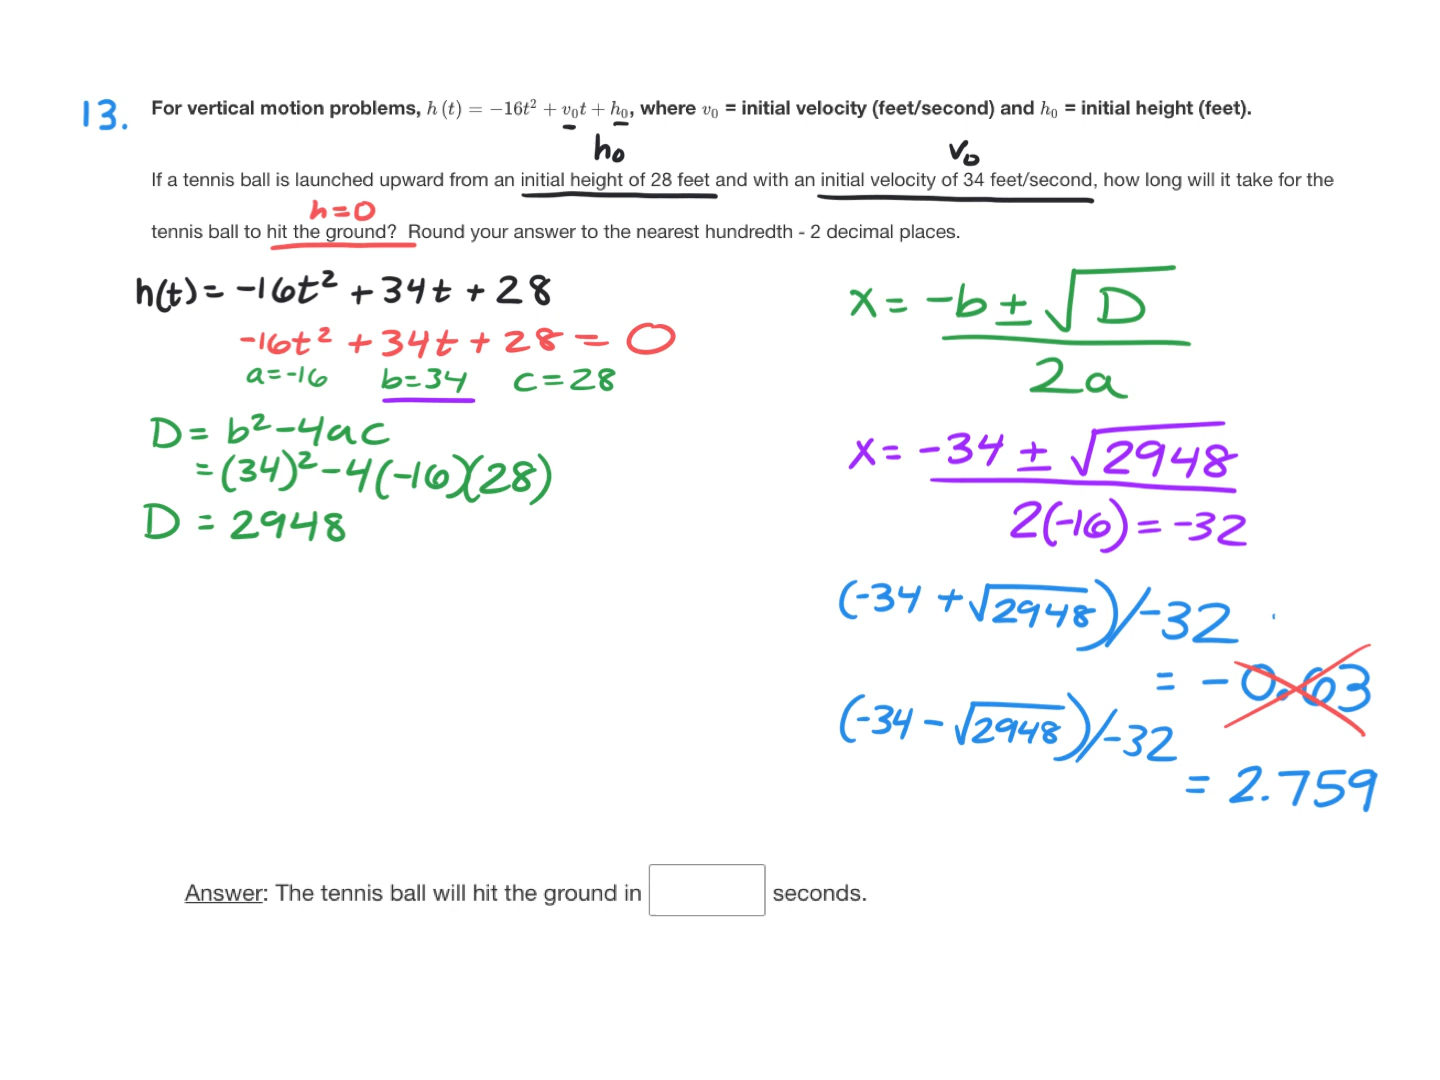 13. For vertical motion problems, h (t) = −16t² + v₀t + h₀, where v₀ = initial velocity (feet/second) and h₀ = initial height (feet).
h₀ v₀
If a tennis ball is launched upward from an initial height of 28 feet and with an initial velocity of 34 feet/second, how long will it take for the
h=0
tennis ball to hit the ground? Round your answer to the nearest hundredth - 2 decimal places.
h(t) = -16t² + 34t + 28
-16t² + 34t + 28 = 0
a=-16 b=34 c=28
D = b²-4ac
= (34)²-4(-16)(28)
D = 2948
x = -b ± √D
2a
x = -34 ± √2948
2(-16) = -32
(-34 + √2948)/-32
= -0.63
(-34 - √2948)/-32
= 2.759
Answer: The tennis ball will hit the ground in seconds.